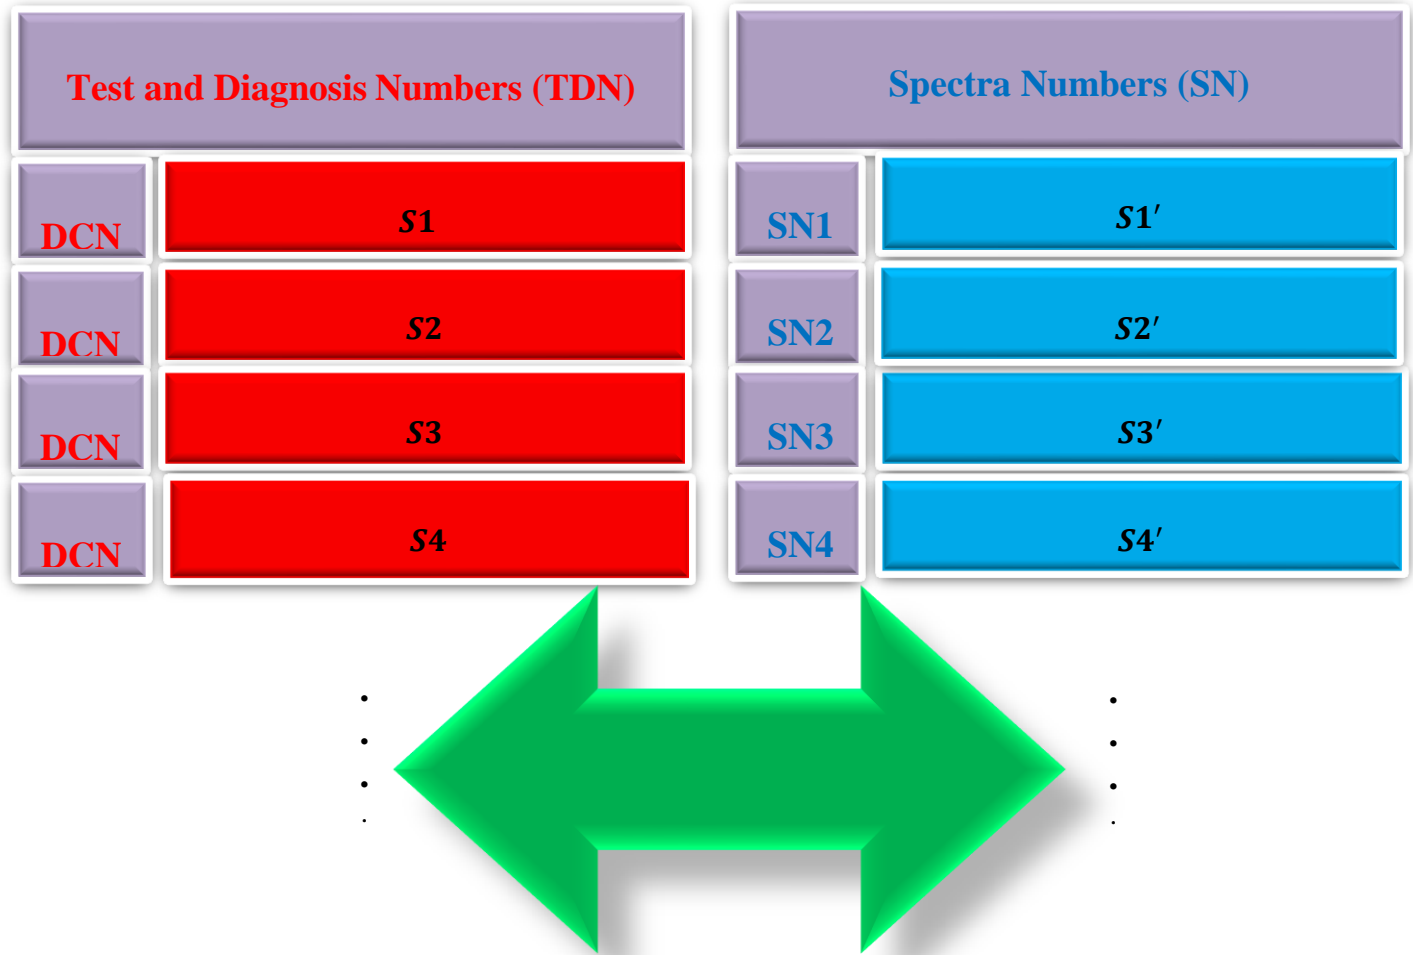 Test and Diagnosis Numbers (TDN)
Spectra Numbers (SN)
DCN
S1
SN1
S1′
DCN
S2
SN2
S2′
DCN
S3
SN3
S3′
DCN
S4
SN4
S4′